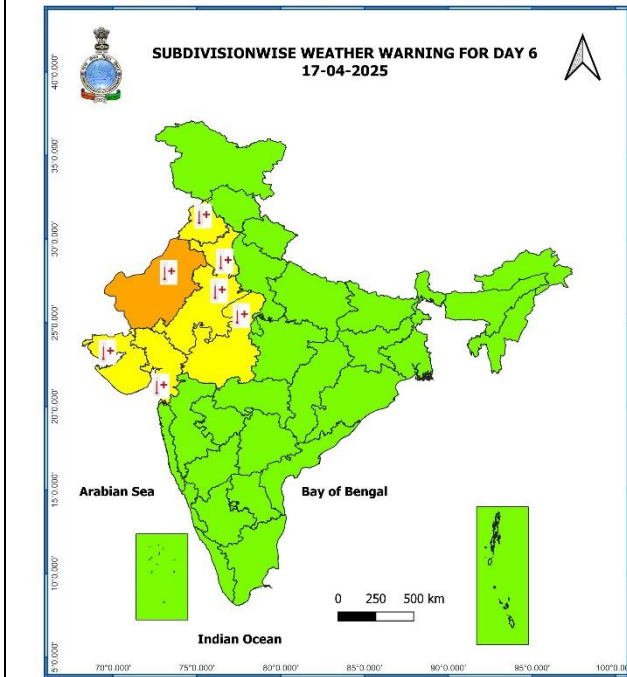 SUBDIVISIONWISE WEATHER WARNING FOR DAY 6
17-04-2025
40°0.000'
35°0.000'
30°0.000'
25°0.000'
20°0.000'
15°0.000'
10°0.000'
5°0.000'
Arabian Sea
Bay of Bengal
0 250 500 km
Indian Ocean
70°0.000' 75°0.000' 80°0.000' 85°0.000' 90°0.000' 95°0.000' 100°0.000'